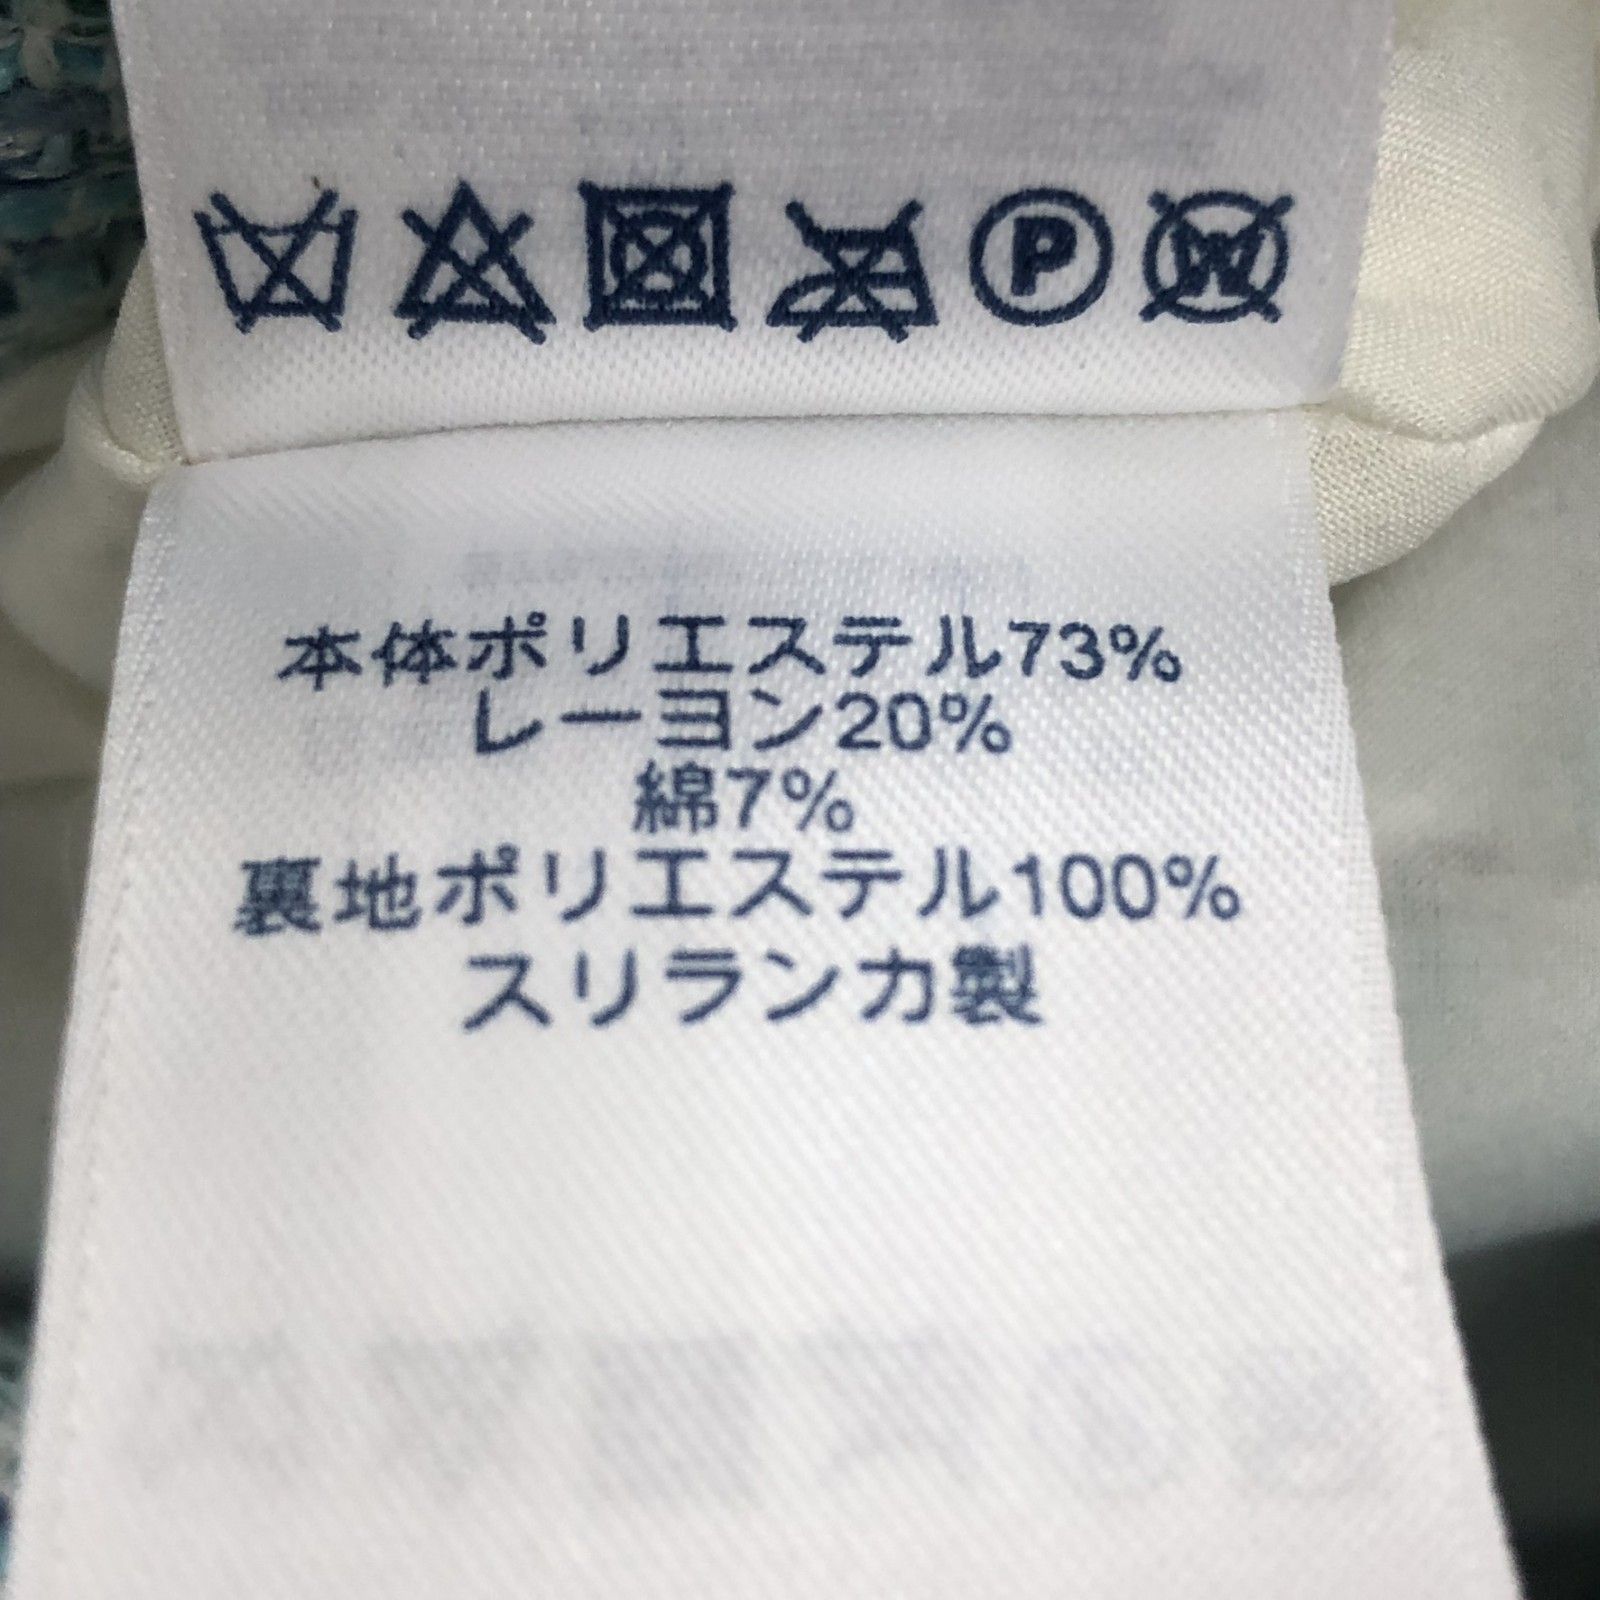 P W
本体ポリエステル73%
レーヨン20%
綿7%
裏地ポリエステル100%
スリランカ製